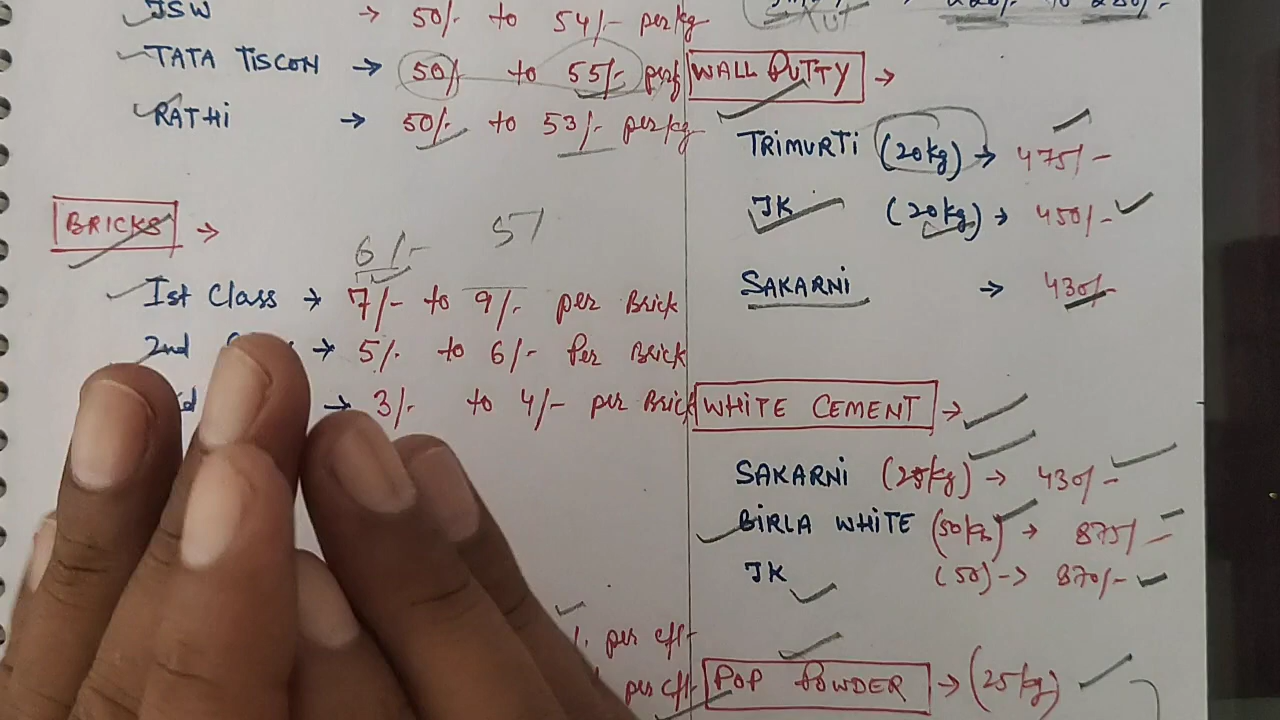 JSW → 50/- to 54/- per/kg
TATA TISCON → 50/- to 55/- per
RATHI → 50/- to 53/- per/kg
BRICKS →
6/- 5/
Ist Class → 7/- to 9/- per Brick
2nd → 5/- to 6/- Per Brick
→ 3/- to 4/- per Brick
per cft
per cft
WALL PUTTY →
TRIMURTI (20kg) → 475/-
JK (20kg) → 450/-
SAKARNI → 430/-
WHITE CEMENT →
SAKARNI (25kg) → 430/-
BIRLA WHITE (50kg) → 875/-
JK (50) → 870/-
POP POWDER → (25kg)